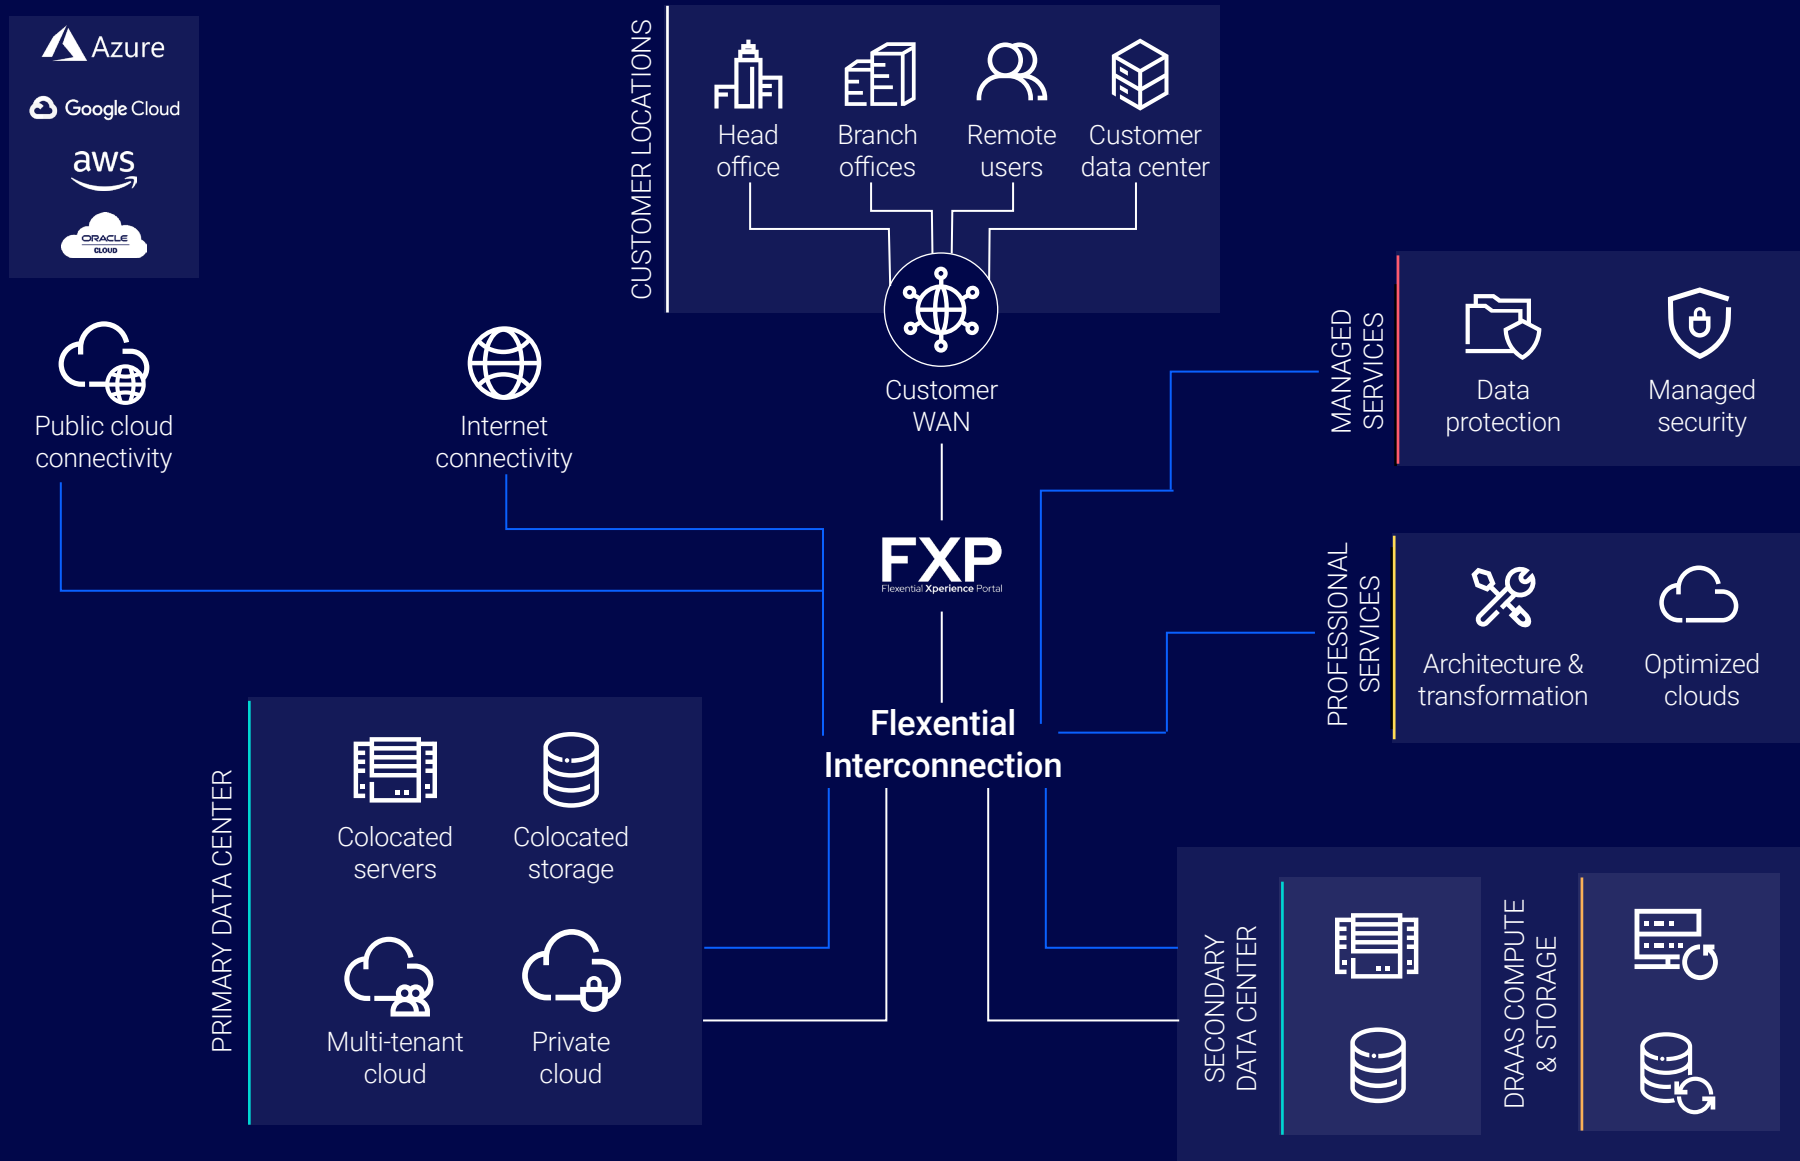 Azure
Google Cloud
aws
ORACLE
CLOUD
Public cloud
connectivity
Internet
connectivity
CUSTOMER LOCATIONS
Head
office
Branch
offices
Remote
users
Customer
data center
Customer
WAN
FXP
Flexential Xperience Portal
Flexential
Interconnection
MANAGED
SERVICES
Data
protection
Managed
security
PROFESSIONAL
SERVICES
Architecture &
transformation
Optimized
clouds
PRIMARY DATA CENTER
Colocated
servers
Colocated
storage
Multi-tenant
cloud
Private
cloud
SECONDARY
DATA CENTER
DRAAS COMPUTE
& STORAGE